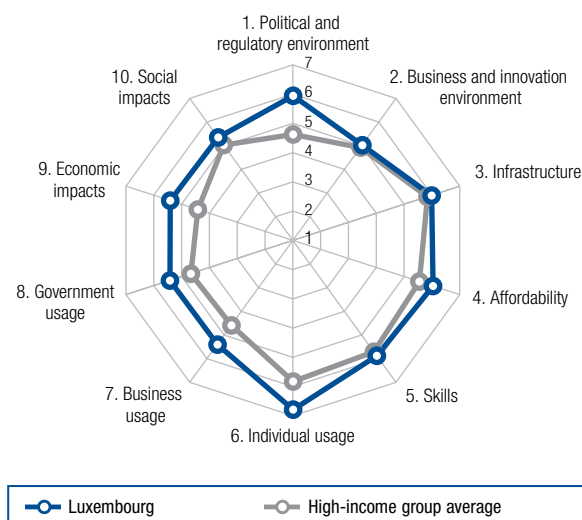 1. Political and
regulatory environment
2. Business and innovation
environment
3. Infrastructure
4. Affordability
5. Skills
6. Individual usage
7. Business
usage
8. Government
usage
9. Economic
impacts
10. Social
impacts
7
6
5
4
3
2
1
Luxembourg
High-income group average